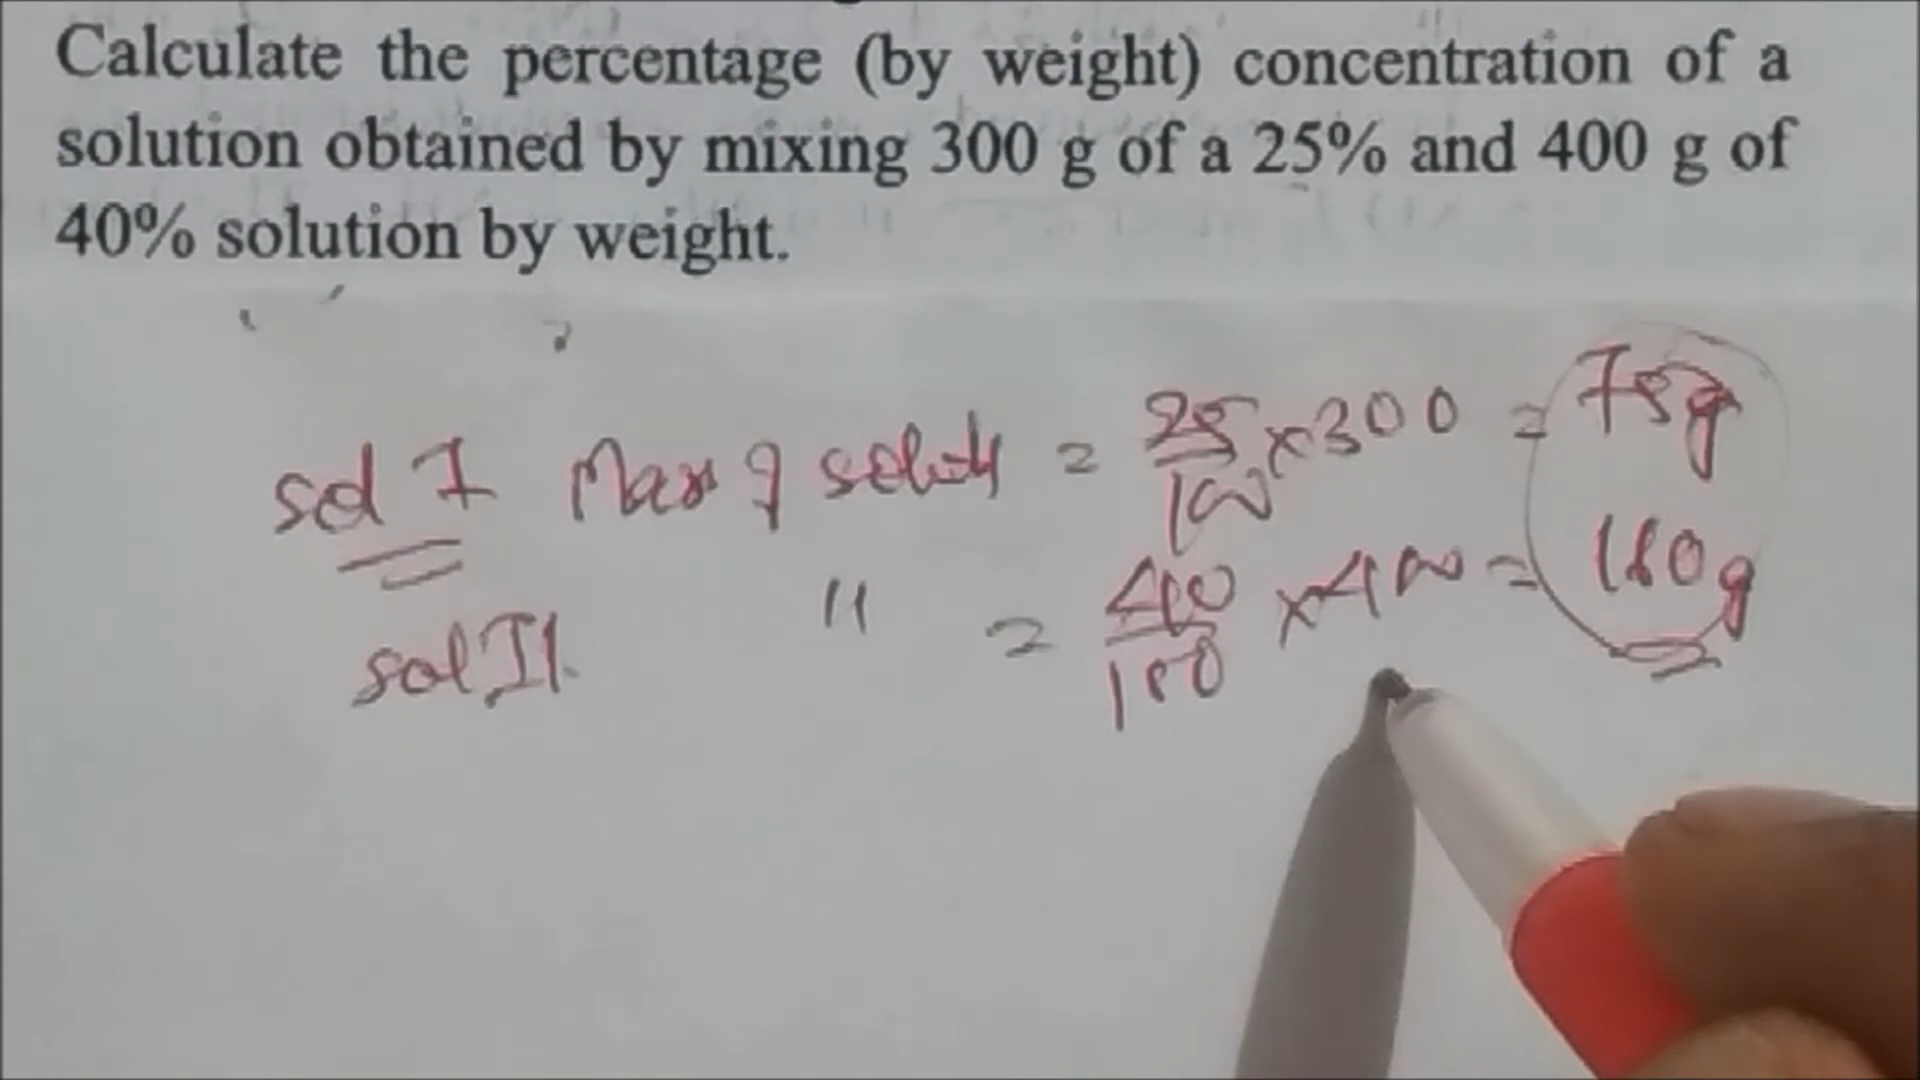 Calculate the percentage (by weight) concentration of a
solution obtained by mixing 300 g of a 25% and 400 g of
40% solution by weight.
sol I Mass of solute = 25/100 x 300 = 75g
sol II " = 40/100 x 400 = 160g